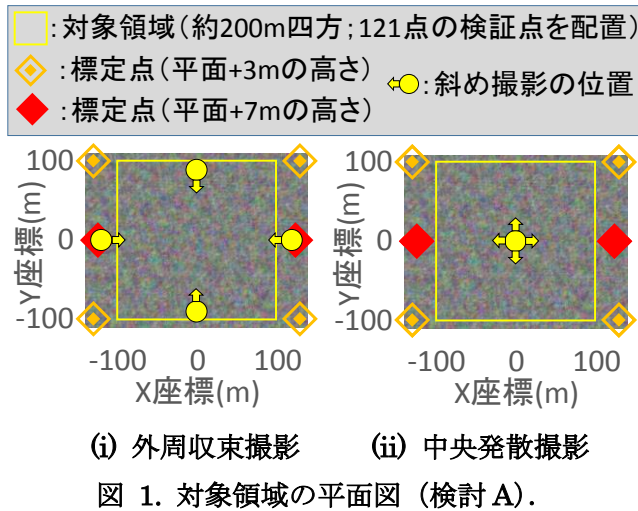 ：対象領域（約200m四方；121点の検証点を配置）
：標定点（平面+3mの高さ） ：斜め撮影の位置
：標定点（平面+7mの高さ）
100 100
Y座標(m) 0 Y座標(m) 0
-100 -100
-100 0 100 -100 0 100
X座標(m) X座標(m)
(i) 外周収束撮影 (ii) 中央発散撮影
図 1. 対象領域の平面図（検討 A）.